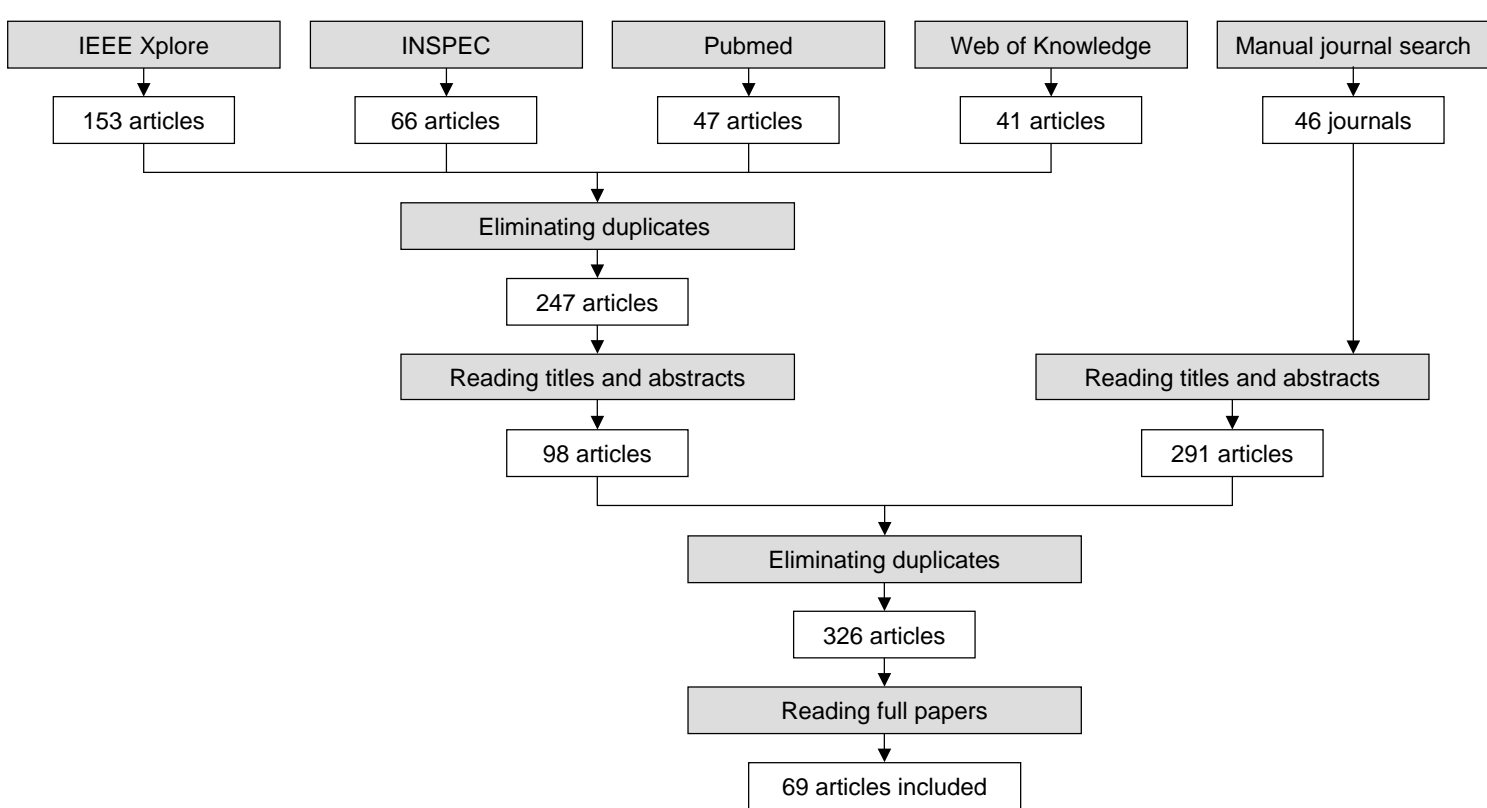 IEEE Xplore
INSPEC
Pubmed
Web of Knowledge
Manual journal search
153 articles
66 articles
47 articles
41 articles
46 journals
Eliminating duplicates
247 articles
Reading titles and abstracts
Reading titles and abstracts
98 articles
291 articles
Eliminating duplicates
326 articles
Reading full papers
69 articles included